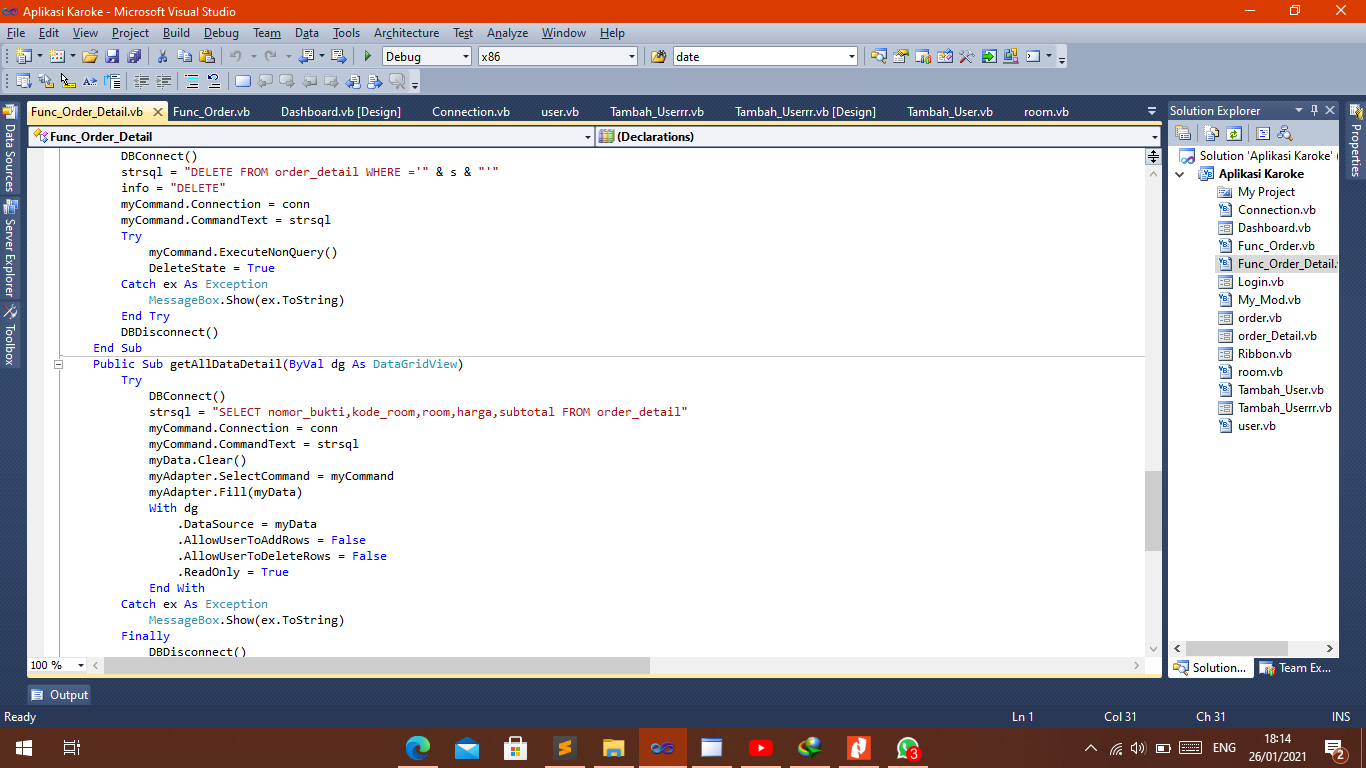 Aplikasi Karoke - Microsoft Visual Studio
File Edit View Project Build Debug Team Data Tools Architecture Test Analyze Window Help
Debug x86 date
Func_Order_Detail.vb Func_Order.vb Dashboard.vb [Design] Connection.vb user.vb Tambah_Userrr.vb Tambah_Userrr.vb [Design] Tambah_User.vb room.vb
Func_Order_Detail (Declarations)
DBConnect()
strsql = "DELETE FROM order_detail WHERE ='" & s & "'"
info = "DELETE"
myCommand.Connection = conn
myCommand.CommandText = strsql
Try
myCommand.ExecuteNonQuery()
DeleteState = True
Catch ex As Exception
MessageBox.Show(ex.ToString)
End Try
DBDisconnect()
End Sub
Public Sub getAllDataDetail(ByVal dg As DataGridView)
Try
DBConnect()
strsql = "SELECT nomor_bukti,kode_room,room,harga,subtotal FROM order_detail"
myCommand.Connection = conn
myCommand.CommandText = strsql
myData.Clear()
myAdapter.SelectCommand = myCommand
myAdapter.Fill(myData)
With dg
.DataSource = myData
.AllowUserToAddRows = False
.AllowUserToDeleteRows = False
.ReadOnly = True
End With
Catch ex As Exception
MessageBox.Show(ex.ToString)
Finally
DBDisconnect()
100 %
Data Sources
Server Explorer
Toolbox
Solution Explorer
Solution 'Aplikasi Karoke' (
Aplikasi Karoke
My Project
Connection.vb
Dashboard.vb
Func_Order.vb
Func_Order_Detail.v
Login.vb
My_Mod.vb
order.vb
order_Detail.vb
Ribbon.vb
room.vb
Tambah_User.vb
Tambah_Userrr.vb
user.vb
Solution... Team Ex...
Properties
Output
Ready Ln 1 Col 31 Ch 31 INS
3 ENG 18:14
26/01/2021 2